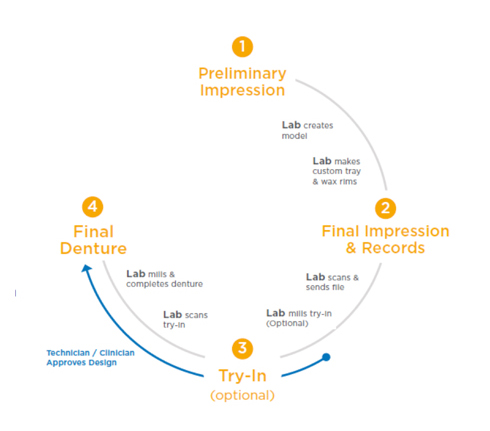 1
Preliminary
Impression
Lab creates
model
Lab makes
custom tray
& wax rims
2
Final Impression
& Records
Lab scans &
sends file
Lab mills try-in
(Optional)
3
Try-In
(optional)
Lab scans
try-in
Lab mills &
completes denture
Technician / Clinician
Approves Design
4
Final
Denture